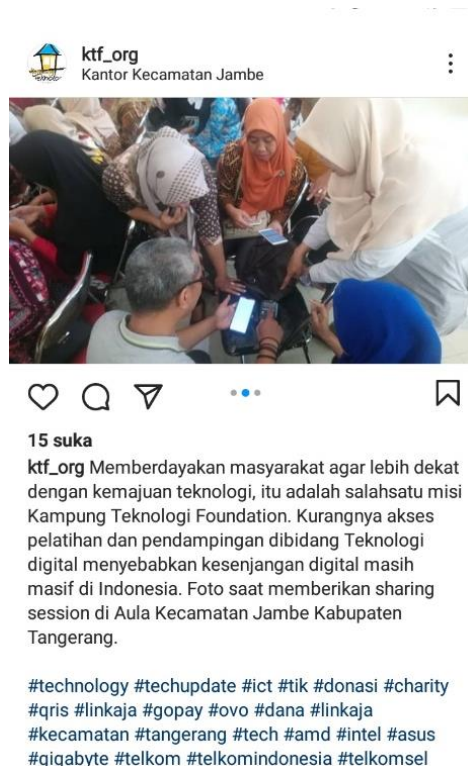 ktf_org
Kantor Kecamatan Jambe
15 suka
ktf_org Memberdayakan masyarakat agar lebih dekat
dengan kemajuan teknologi, itu adalah salahsatu misi
Kampung Teknologi Foundation. Kurangnya akses
pelatihan dan pendampingan dibidang Teknologi
digital menyebabkan kesenjangan digital masih
masif di Indonesia. Foto saat memberikan sharing
session di Aula Kecamatan Jambe Kabupaten
Tangerang.
#technology #techupdate #ict #tik #donasi #charity
#qris #linkaja #gopay #ovo #dana #linkaja
#kecamatan #tangerang #tech #amd #intel #asus
#gigabyte #telkom #telkomindonesia #telkomsel